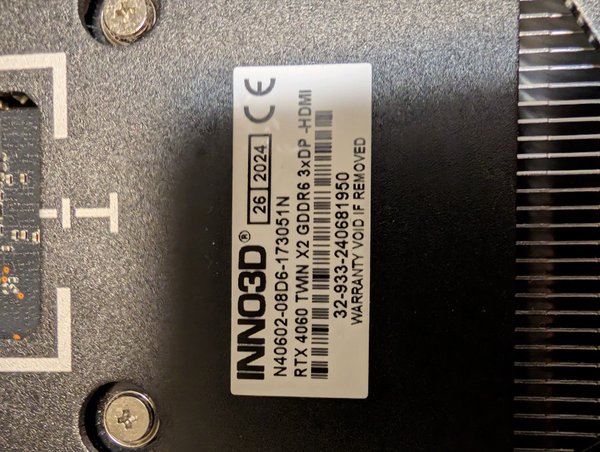 INNO3D®
26 2024 CE
N40602-08D6-173051N
RTX 4060 TWIN X2 GDDR6 3xDP -HDMI
32-933-240681950
WARRANTY VOID IF REMOVED